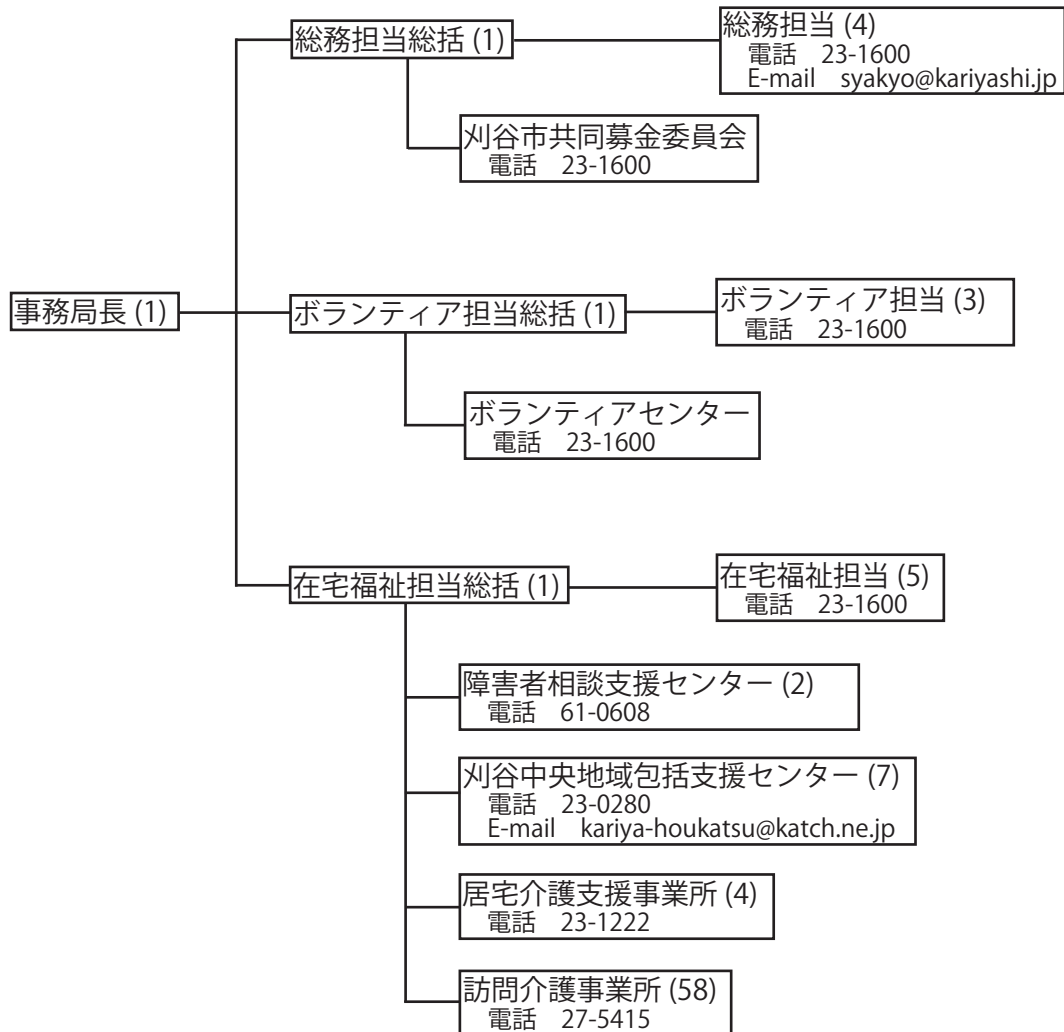 総務担当総括 (1)
総務担当 (4)
電話　23-1600
E-mail　syakyo@kariyashi.jp
刈谷市共同募金委員会
電話　23-1600
事務局長 (1)
ボランティア担当総括 (1)
ボランティア担当 (3)
電話　23-1600
ボランティアセンター
電話　23-1600
在宅福祉担当総括 (1)
在宅福祉担当 (5)
電話　23-1600
障害者相談支援センター (2)
電話　61-0608
刈谷中央地域包括支援センター (7)
電話　23-0280
E-mail　kariya-houkatsu@katch.ne.jp
居宅介護支援事業所 (4)
電話　23-1222
訪問介護事業所 (58)
電話　27-5415